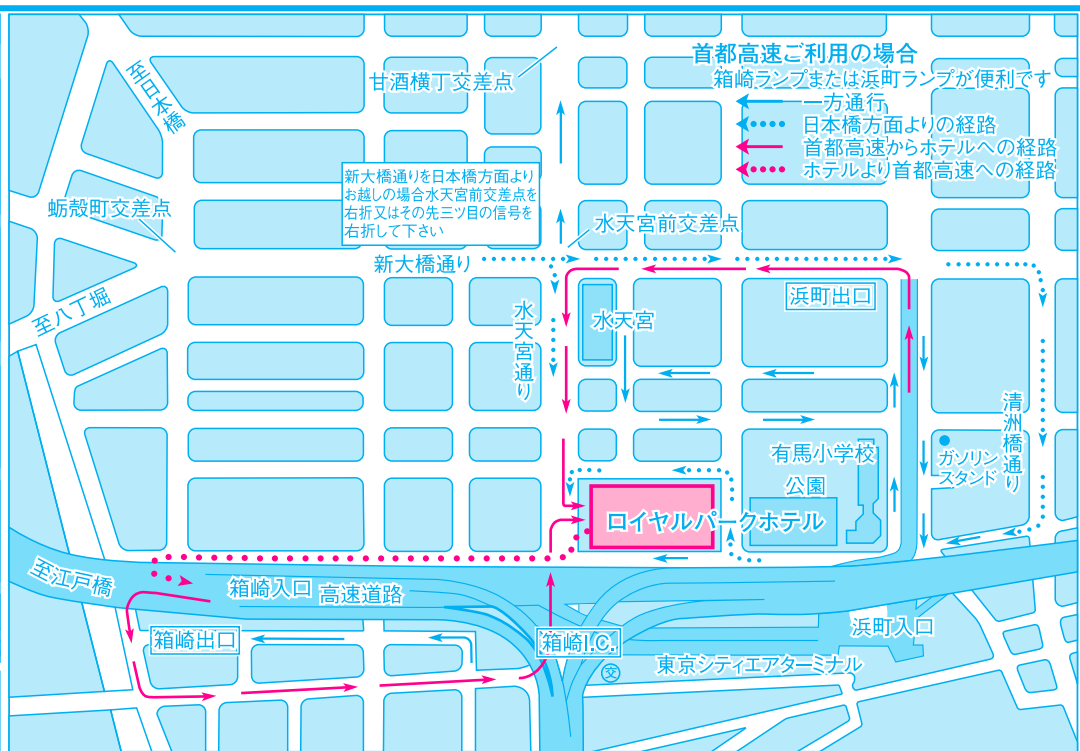 首都高速ご利用の場合
箱崎ランプまたは浜町ランプが便利です
一方通行
日本橋方面よりの経路
首都高速からホテルへの経路
ホテルより首都高速への経路
至日本橋
甘酒横丁交差点
新大橋通りを日本橋方面より
お越しの場合水天宮前交差点を
右折又はその先三ツ目の信号を
右折して下さい
蛎殻町交差点
水天宮前交差点
新大橋通り
浜町出口
至八丁堀
水天宮通り
水天宮
清洲橋通り
有馬小学校
ガソリン
スタンド
公園
ロイヤルパークホテル
至江戸橋
箱崎入口
高速道路
箱崎出口
箱崎I.C.
浜町入口
東京シティエアターミナル
交